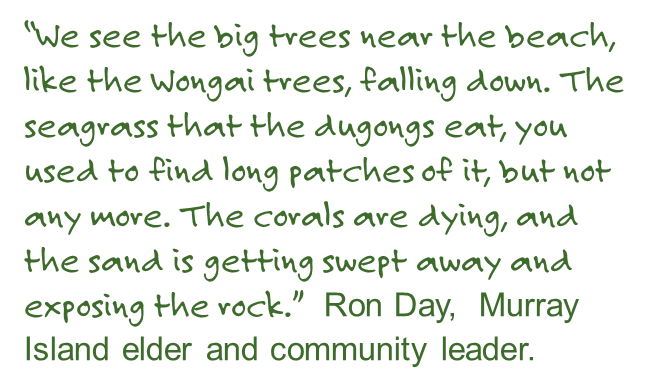 “We see the big trees near the beach,
like the Wongai trees, falling down. The
seagrass that the dugongs eat, you
used to find long patches of it, but not
any more. The corals are dying, and
the sand is getting swept away and
exposing the rock.” Ron Day, Murray
Island elder and community leader.